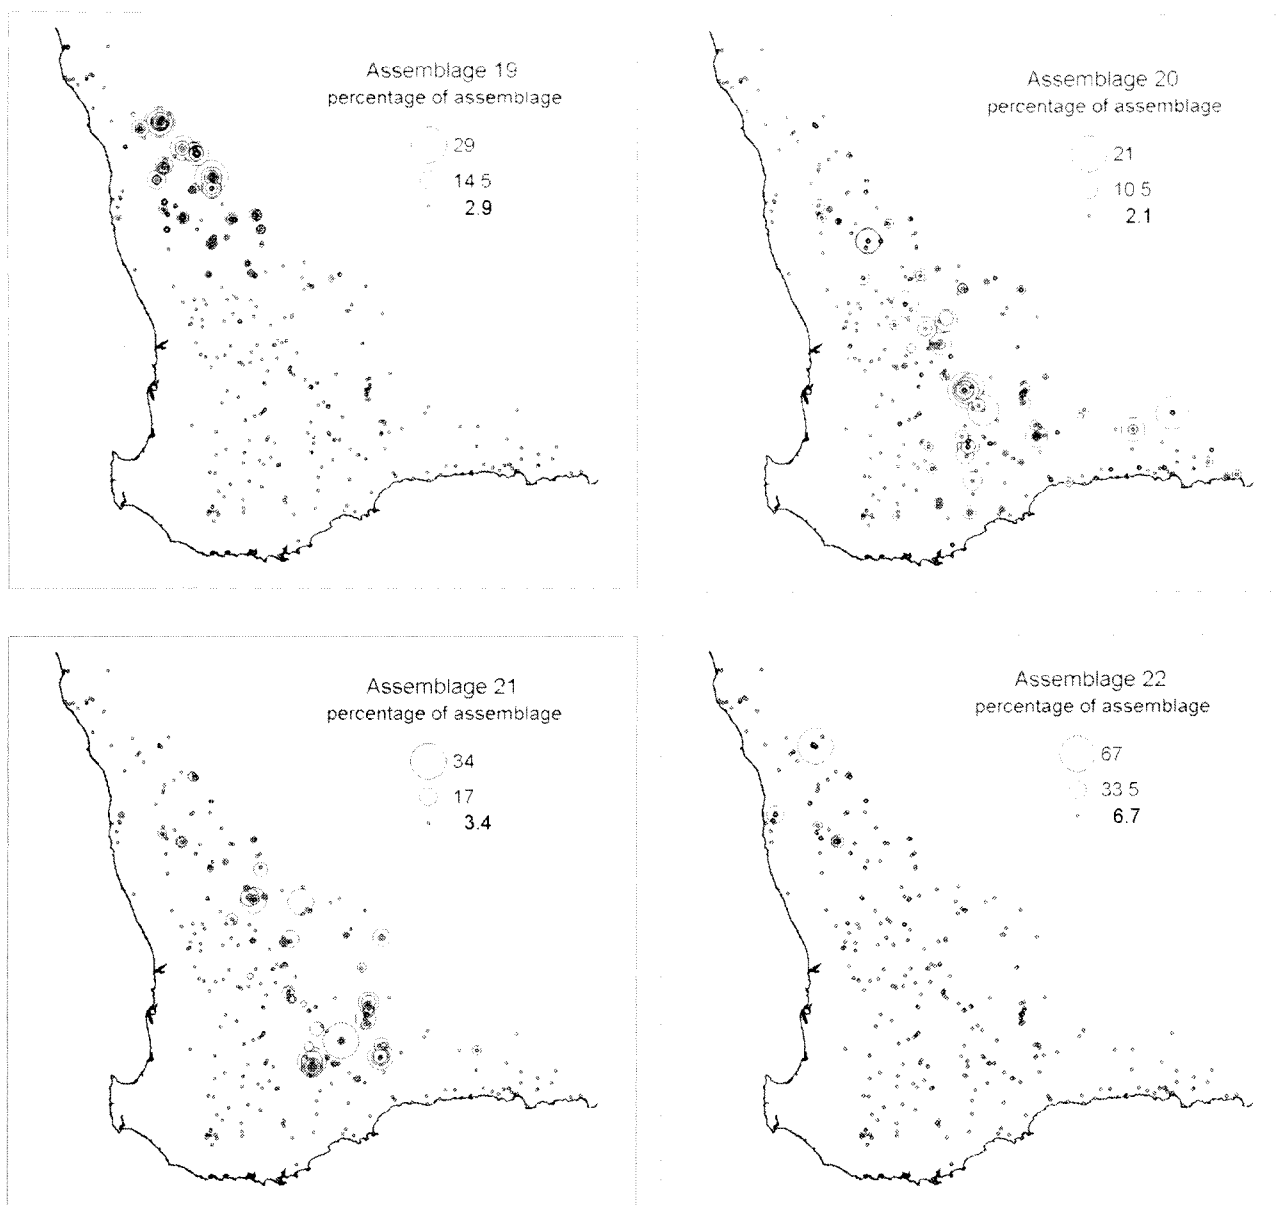 Assemblage 19
percentage of assemblage
29
14 5
2.9
Assemblage 20
percentage of assemblage
21
10 5
2.1
Assemblage 21
percentage of assemblage
34
17
3.4
Assemblage 22
percentage of assemblage
67
33 5
6.7